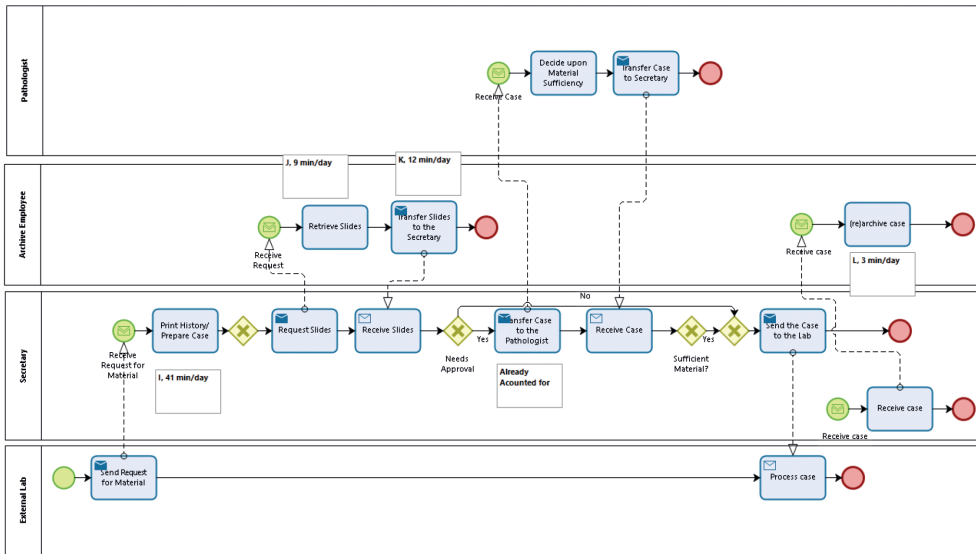 Pathologist
Receive Case
Decide upon
Material
Sufficiency
Transfer Case
to Secretary
Archine Employee
J, 9 min/day
K, 12 min/day
Receive
Request
Retrieve Slides
Transfer Slides
to the
Secretary
Receive case
(re)archive case
L, 3 min/day
Secretary
Receive
Request for
Material
Print History/
Prepare Case
I, 41 min/day
Request Slides
Receive Slides
Needs
Approval
Yes
No
Transfer Case
to the
Pathologist
Already
Acounted for
Receive Case
Sufficient
Material?
Yes
Send the Case
to the Lab
Receive case
Receive case
External Lab
Send Request
for Material
Process case